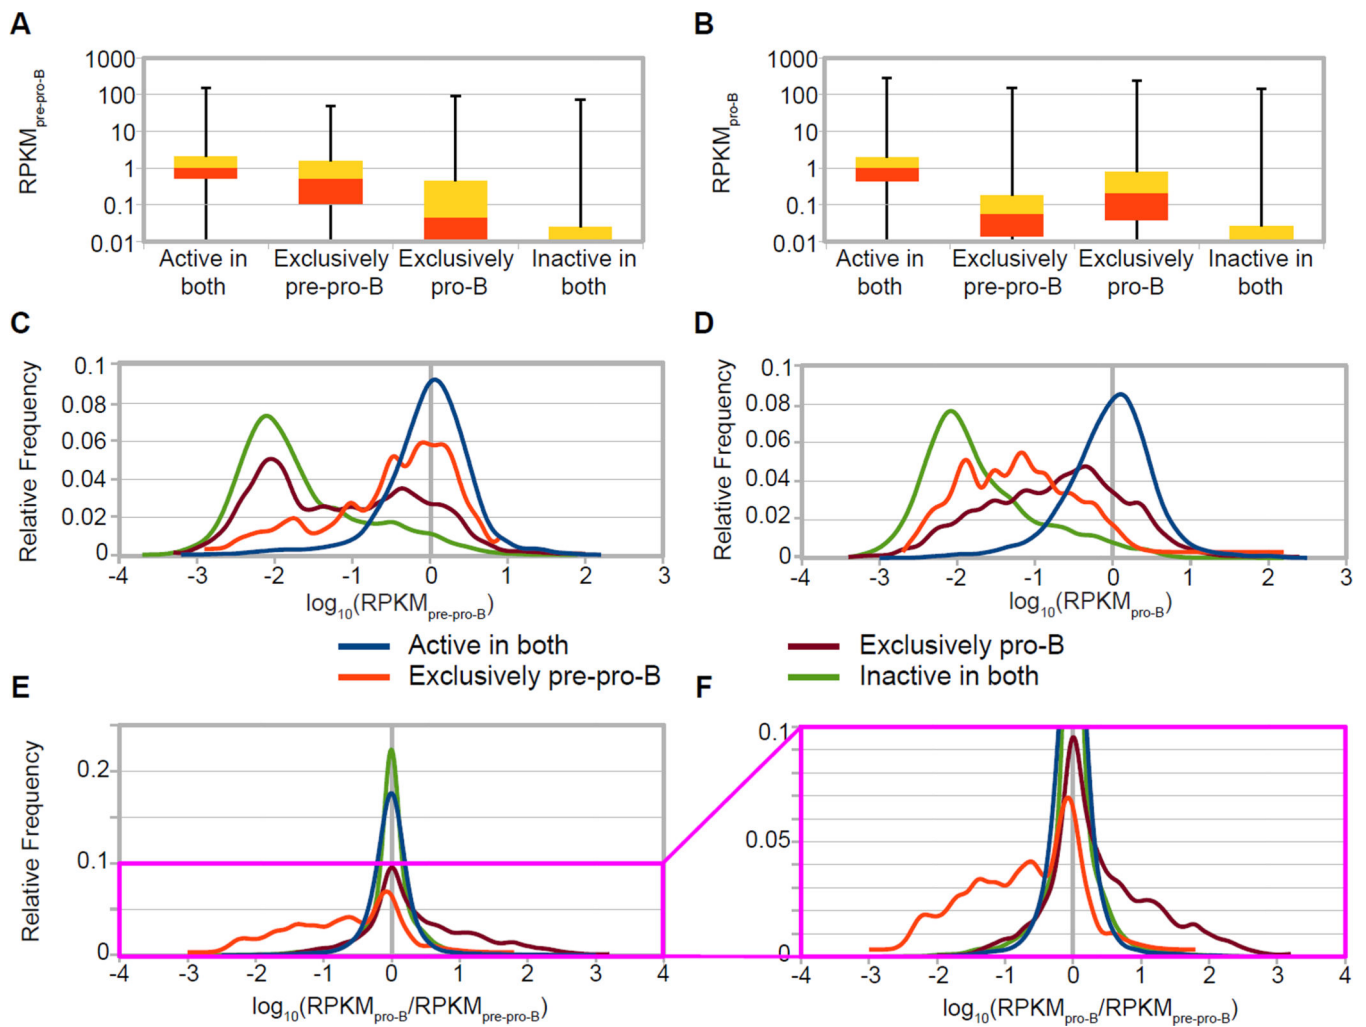 A
B
RPKMpre-pro-B
1000
100
10
1
0.1
0.01
Active in both
Exclusively pre-pro-B
Exclusively pro-B
Inactive in both
RPKMpro-B
1000
100
10
1
0.1
0.01
Active in both
Exclusively pre-pro-B
Exclusively pro-B
Inactive in both
C
D
Relative Frequency
0.1
0.08
0.06
0.04
0.02
0
-4 -3 -2 -1 0 1 2 3
log10(RPKMpre-pro-B)
Relative Frequency
0.1
0.08
0.06
0.04
0.02
0
-4 -3 -2 -1 0 1 2 3
log10(RPKMpro-B)
Active in both
Exclusively pre-pro-B
Exclusively pro-B
Inactive in both
E
F
Relative Frequency
0.2
0.1
0
-4 -3 -2 -1 0 1 2 3 4
log10(RPKMpro-B/RPKMpre-pro-B)
0.1
0.05
0
-4 -3 -2 -1 0 1 2 3 4
log10(RPKMpro-B/RPKMpre-pro-B)